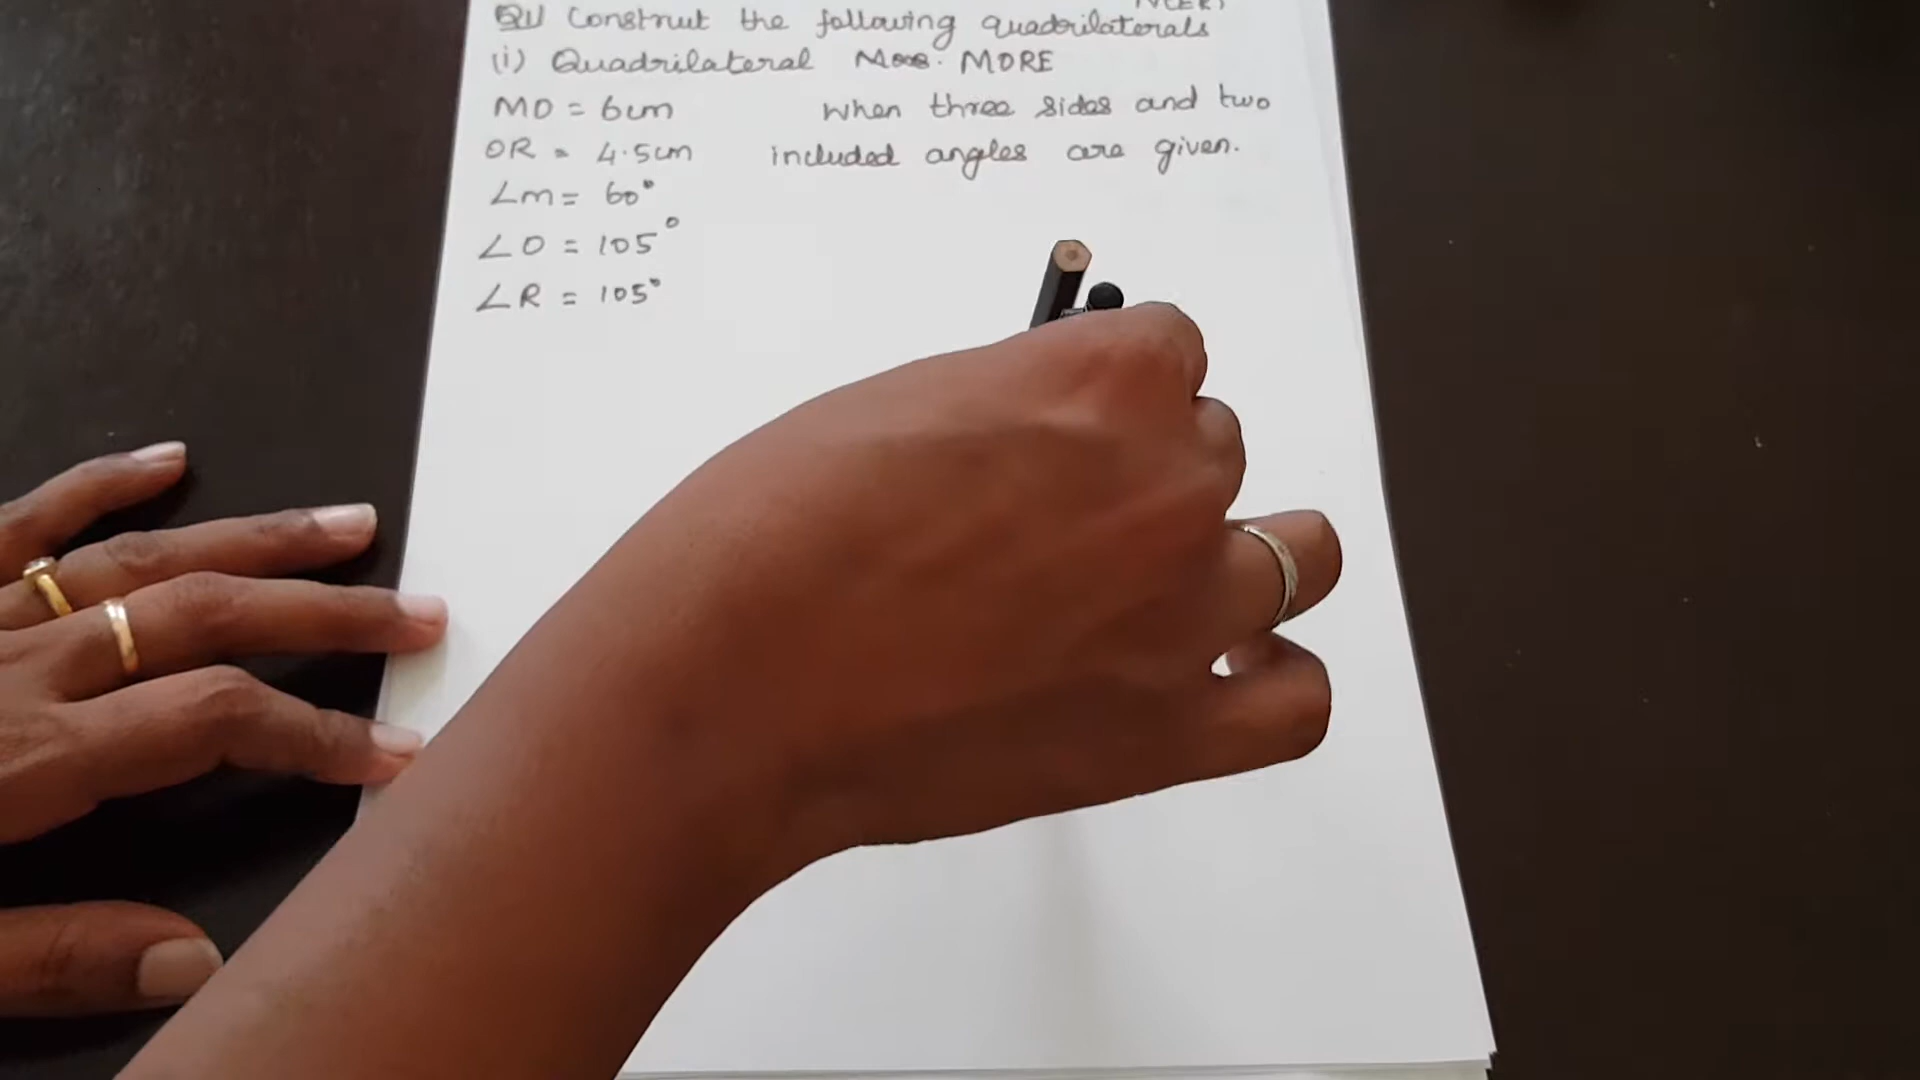 Q1) Construct the following quadrilaterals
(i) Quadrilateral MORE
MO = 6cm
OR = 4.5cm
∠M = 60°
∠O = 105°
∠R = 105°
When three sides and two
included angles are given.